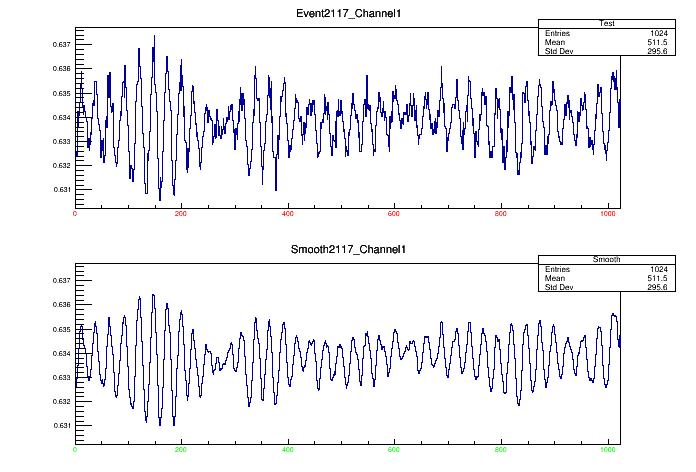 Event2117_Channel1
Test
Entries 1024
Mean 511.5
Std Dev 295.6
0.637
0.636
0.635
0.634
0.633
0.632
0.631
0 200 400 600 800 1000
Smooth2117_Channel1
Smooth
Entries 1024
Mean 511.5
Std Dev 295.6
0.637
0.636
0.635
0.634
0.633
0.632
0.631
0 200 400 600 800 1000